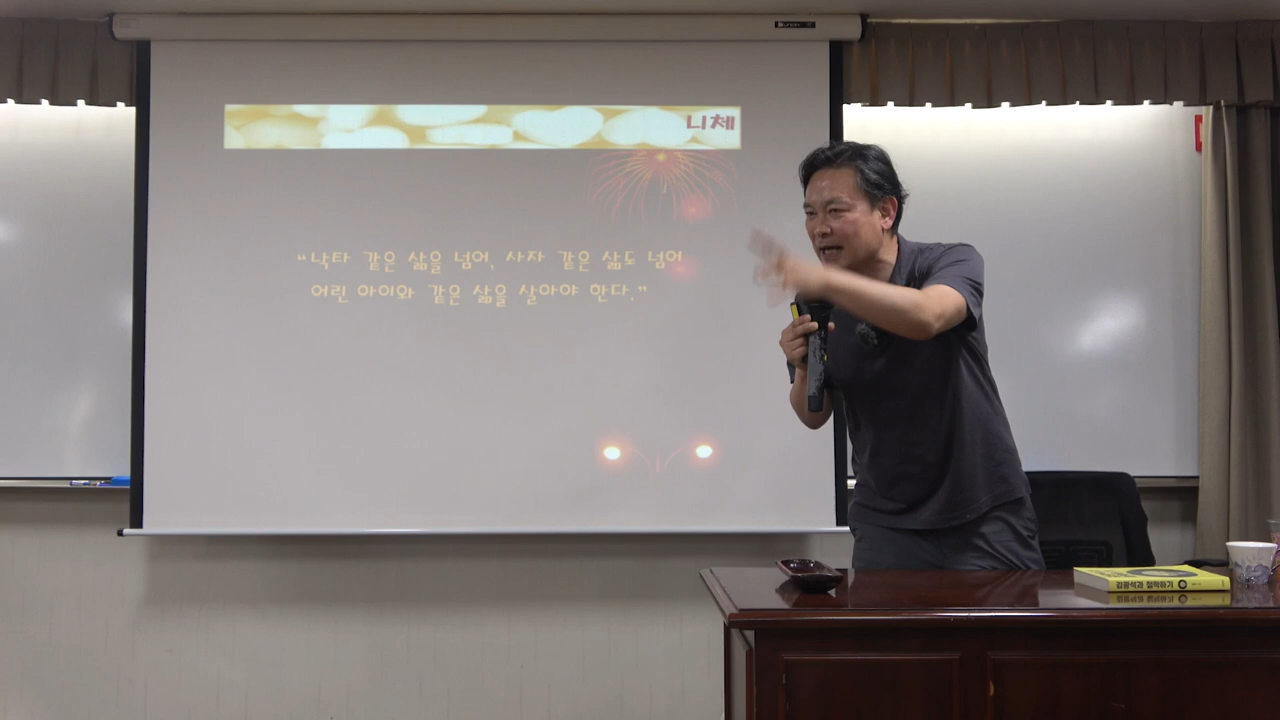 니체
“낙타 같은 삶을 넘어, 사자 같은 삶도 넘어
어린 아이와 같은 삶을 살아야 한다.”
김광석과 철학하기